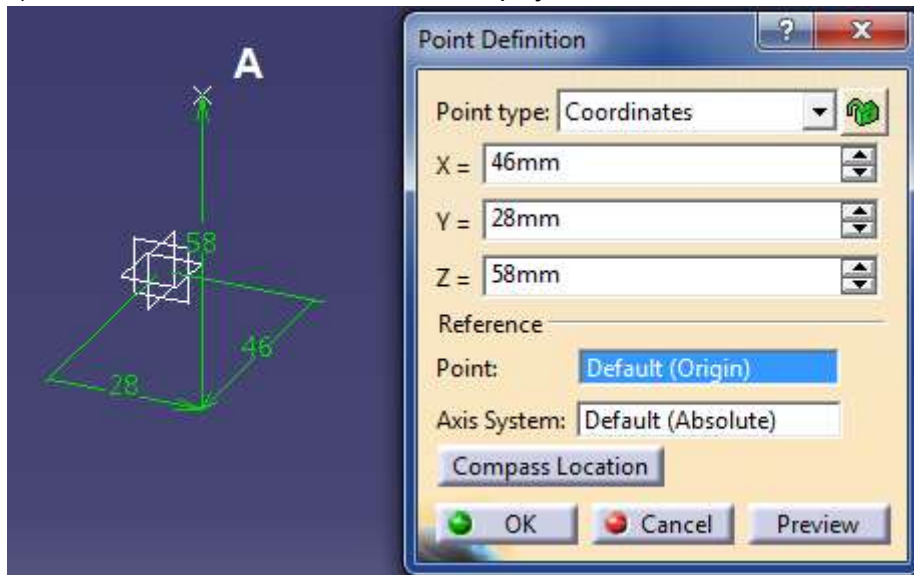 A
58
46
28
Point Definition
Point type: Coordinates
X = 46mm
Y = 28mm
Z = 58mm
Reference
Point: Default (Origin)
Axis System: Default (Absolute)
Compass Location
OK Cancel Preview